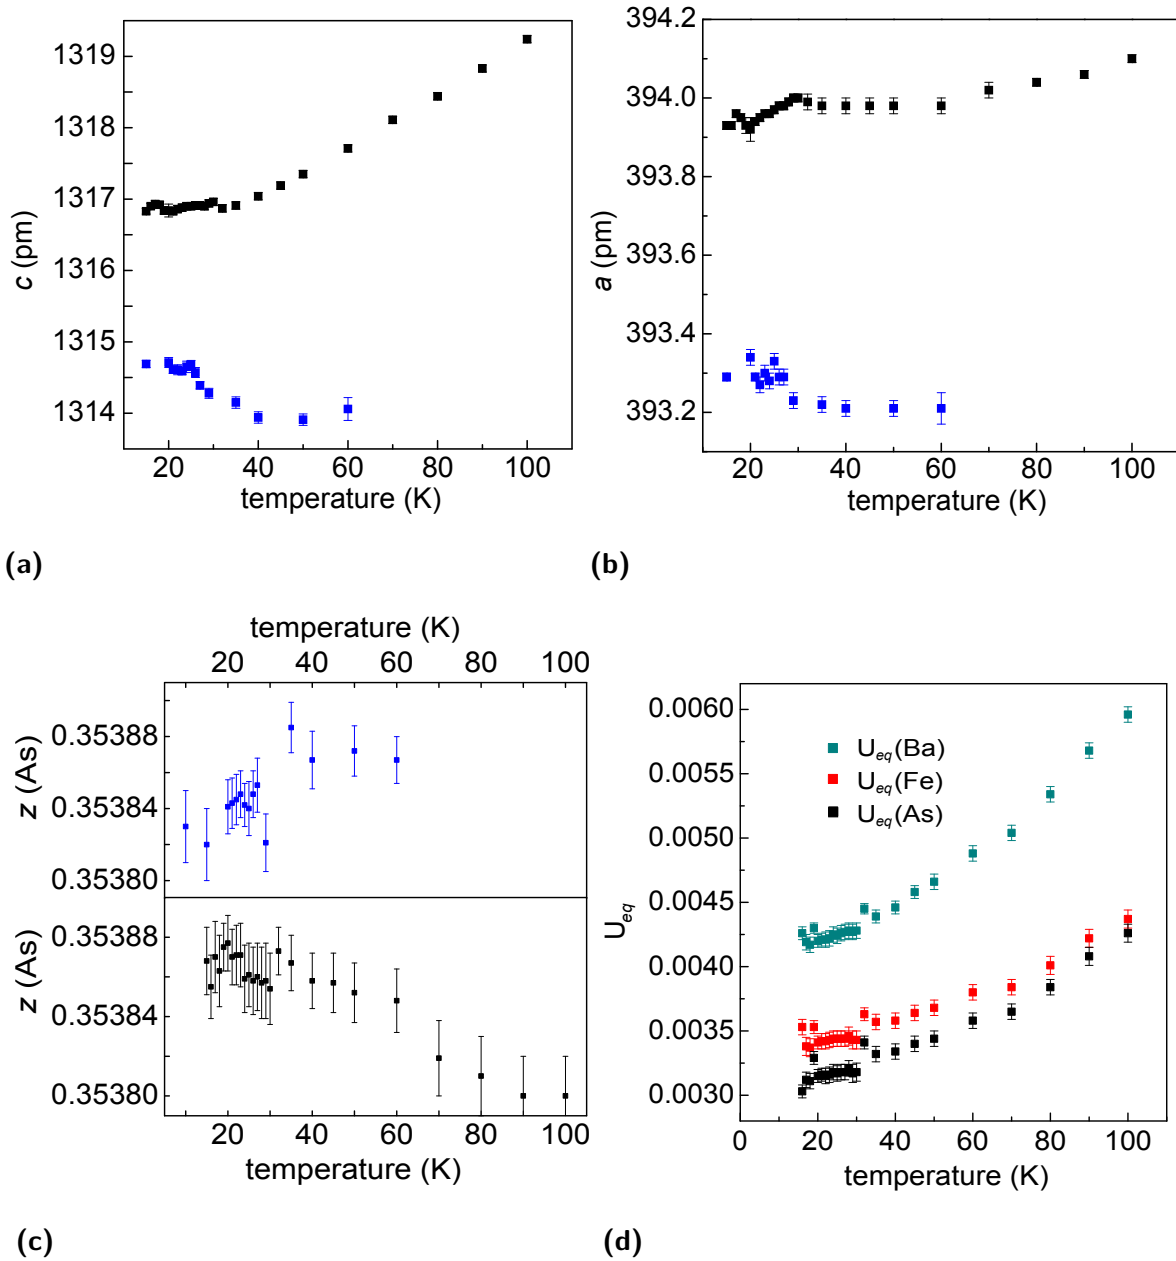 1319
1318
1317
1316
1315
1314
c (pm)
20 40 60 80 100
temperature (K)
(a)
394.2
394.0
393.8
393.6
393.4
393.2
a (pm)
20 40 60 80 100
temperature (K)
(b)
temperature (K)
20 40 60 80 100
0.35388
0.35384
0.35380
z (As)
0.35388
0.35384
0.35380
z (As)
20 40 60 80 100
temperature (K)
(c)
0.0060
0.0055
0.0050
0.0045
0.0040
0.0035
0.0030
Ueq
Ueq(Ba)
Ueq(Fe)
Ueq(As)
0 20 40 60 80 100
temperature (K)
(d)